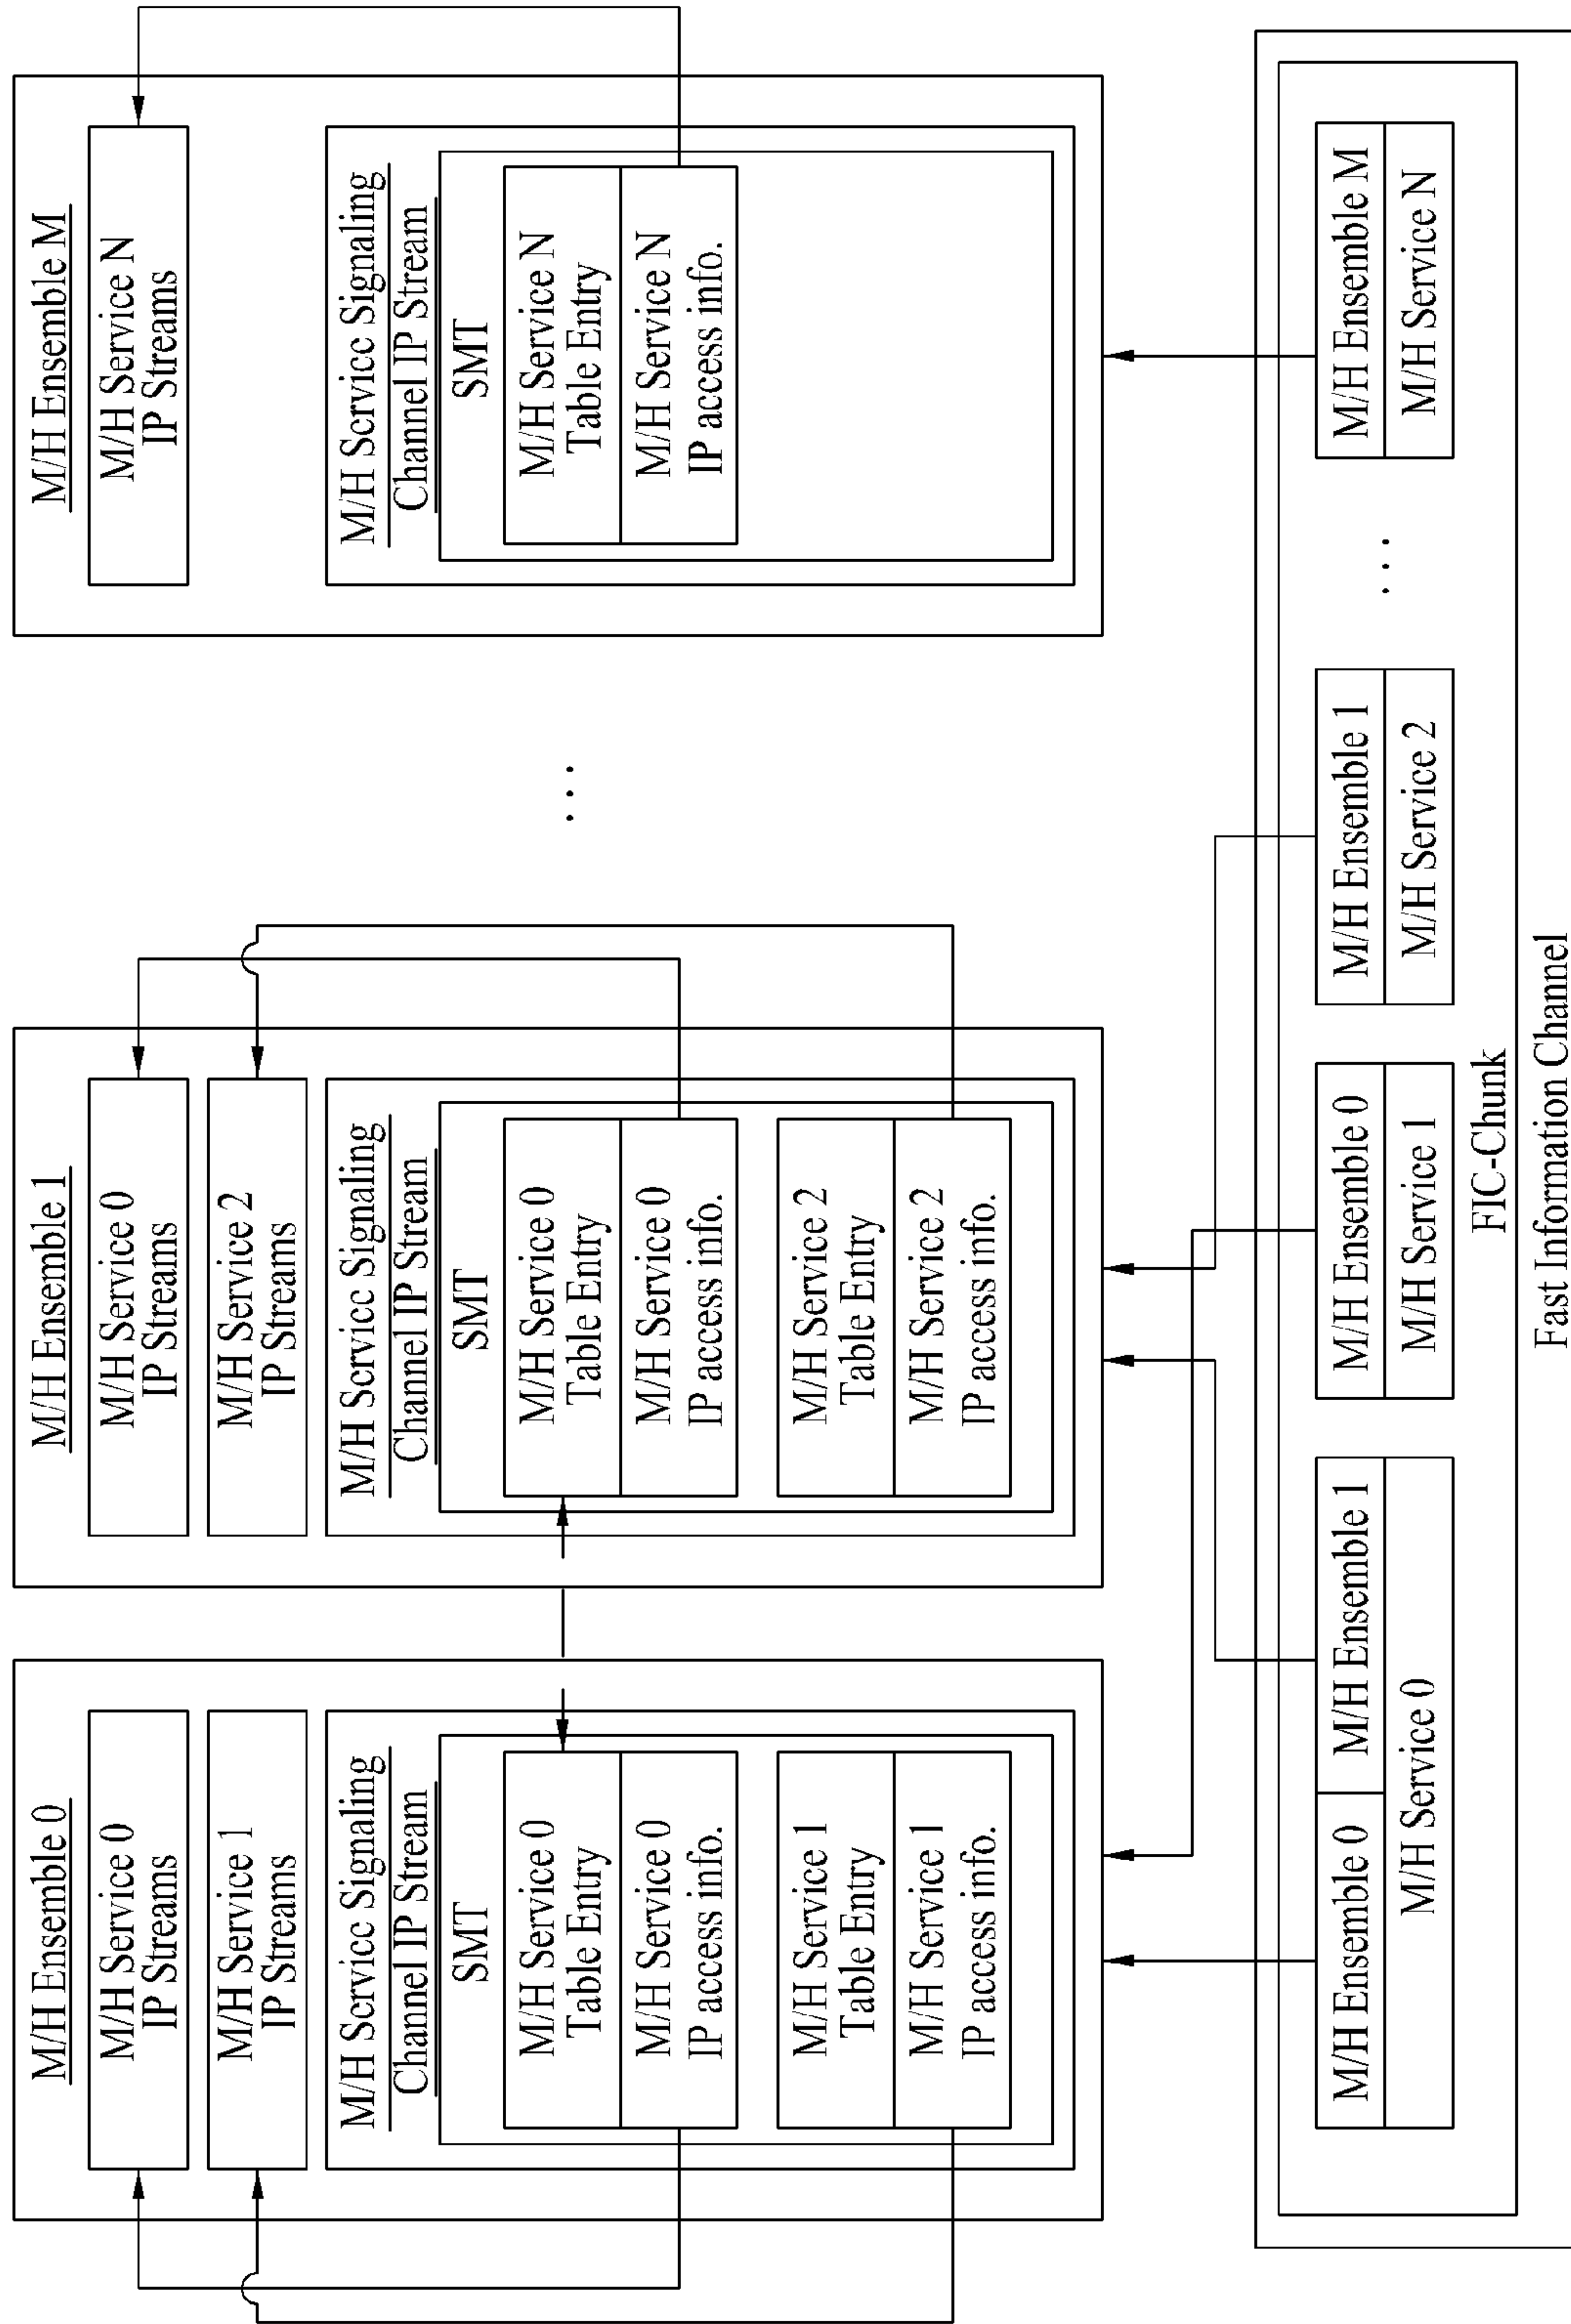 M/H Ensemble 0
M/H Service 0
IP Streams
M/H Service 1
IP Streams
M/H Service Signaling
Channel IP Stream
SMT
M/H Service 0
Table Entry
M/H Service 0
IP access info.
M/H Service 1
Table Entry
M/H Service 1
IP access info.
M/H Ensemble 1
M/H Service 0
IP Streams
M/H Service 2
IP Streams
M/H Service Signaling
Channel IP Stream
SMT
M/H Service 0
Table Entry
M/H Service 0
IP access info.
M/H Service 2
Table Entry
M/H Service 2
IP access info.
. . .
M/H Ensemble M
M/H Service N
IP Streams
M/H Service Signaling
Channel IP Stream
SMT
M/H Service N
Table Entry
M/H Service N
IP access info.
M/H Ensemble 0
M/H Ensemble 1
M/H Service 0
M/H Ensemble 0
M/H Service 1
M/H Ensemble 1
M/H Service 2
. . .
M/H Ensemble M
M/H Service N
FIC-Chunk
Fast Information Channel